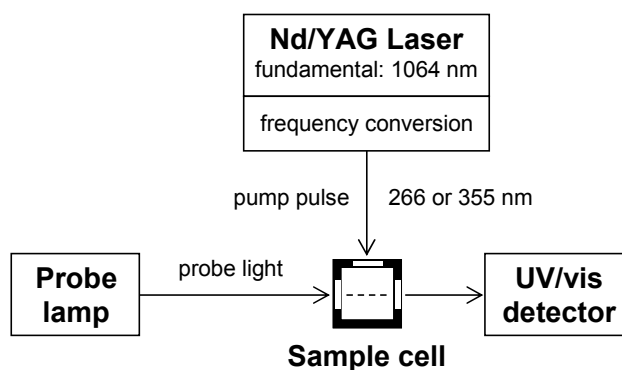 Nd/YAG Laser
fundamental: 1064 nm
frequency conversion
pump pulse 266 or 355 nm
probe light
Probe
lamp
UV/vis
detector
Sample cell